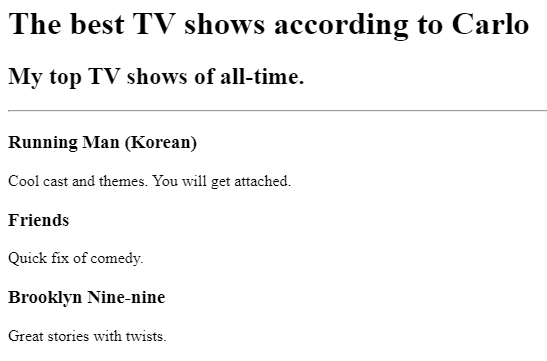 The best TV shows according to Carlo
My top TV shows of all-time.
Running Man (Korean)
Cool cast and themes. You will get attached.
Friends
Quick fix of comedy.
Brooklyn Nine-nine
Great stories with twists.